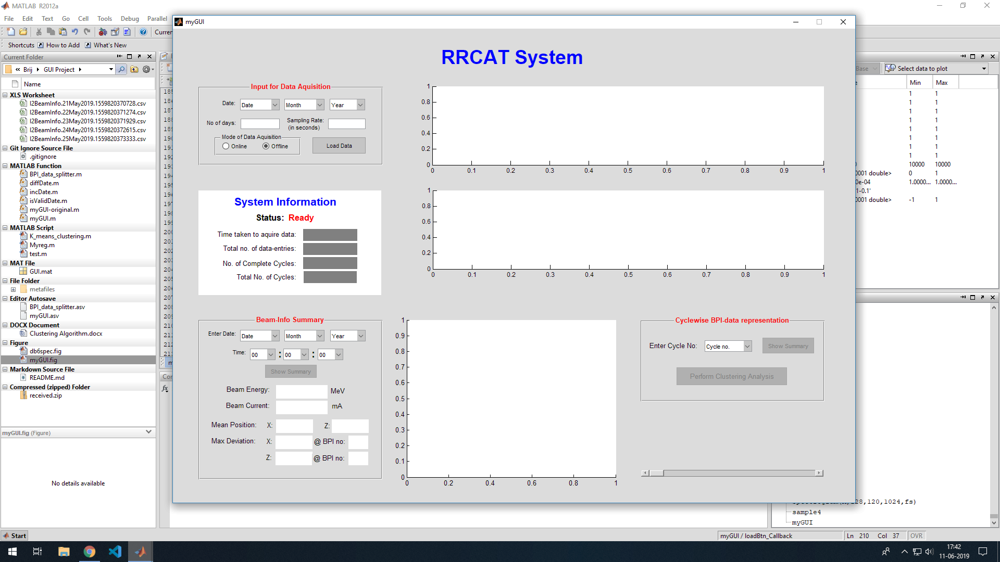 MATLAB R2012a
File Edit Text Go Cell Tools Debug Parallel
Shortcuts How to Add What's New
Current Folder
« Brij GUI Project
Name
XLS Worksheet
I2BeamInfo.21May2019.1559820370728.csv
I2BeamInfo.22May2019.1559820371274.csv
I2BeamInfo.23May2019.1559820371929.csv
I2BeamInfo.24May2019.1559820372615.csv
I2BeamInfo.25May2019.1559820373333.csv
Git Ignore Source File
.gitignore
MATLAB Function
BPI_data_splitter.m
diffDate.m
incDate.m
isValidDate.m
myGUI-original.m
myGUI.m
MATLAB Script
K_means_clustering.m
Myreg.m
test.m
MAT File
GUI.mat
File Folder
metafiles
Editor Autosave
BPI_data_splitter.asv
myGUI.asv
DOCX Document
Clustering Algorithm.docx
Figure
db6spec.fig
myGUI.fig
Markdown Source File
README.md
Compressed (zipped) Folder
received.zip
myGUI.fig (Figure)
No details available
Start
myGUI
RRCAT System
Input for Data Aquisition
Date: Date Month Year
No of days: Sampling Rate:
(in seconds)
Mode of Data Aquisition
Online Offline
Load Data
System Information
Status: Ready
Time taken to aquire data:
Total no. of data-entries:
No. of Complete Cycles:
Total No. of Cycles:
Beam-Info Summary
Enter Date: Date Month Year
Time: 00 : 00 : 00
Show Summary
Beam Energy: MeV
Beam Current: mA
Mean Position: X: Z:
Max Deviation: X: @ BPI no:
Z: @ BPI no:
1
0.8
0.6
0.4
0.2
0
0 0.1 0.2 0.3 0.4 0.5 0.6 0.7 0.8 0.9 1
1
0.8
0.6
0.4
0.2
0
0 0.1 0.2 0.3 0.4 0.5 0.6 0.7 0.8 0.9 1
1
0.9
0.8
0.7
0.6
0.5
0.4
0.3
0.2
0.1
0
0 0.2 0.4 0.6 0.8 1
Cyclewise BPI-data representation
Enter Cycle No: Cycle no. Show Summary
Perform Clustering Analysis
Base Select data to plot
Min Max
1 1
1 1
1 1
1 1
1 1
1 1
1 1
1 1
10000 10000
0001 double> 0 1
0e-04 1.0000... 1.0000...
1-0.1'
0001 double> -1 1
28,120,1024,fs)
sample4
myGUI
myGUI / loadBtn_Callback Ln 210 Col 37 OVR
17:42
11-06-2019